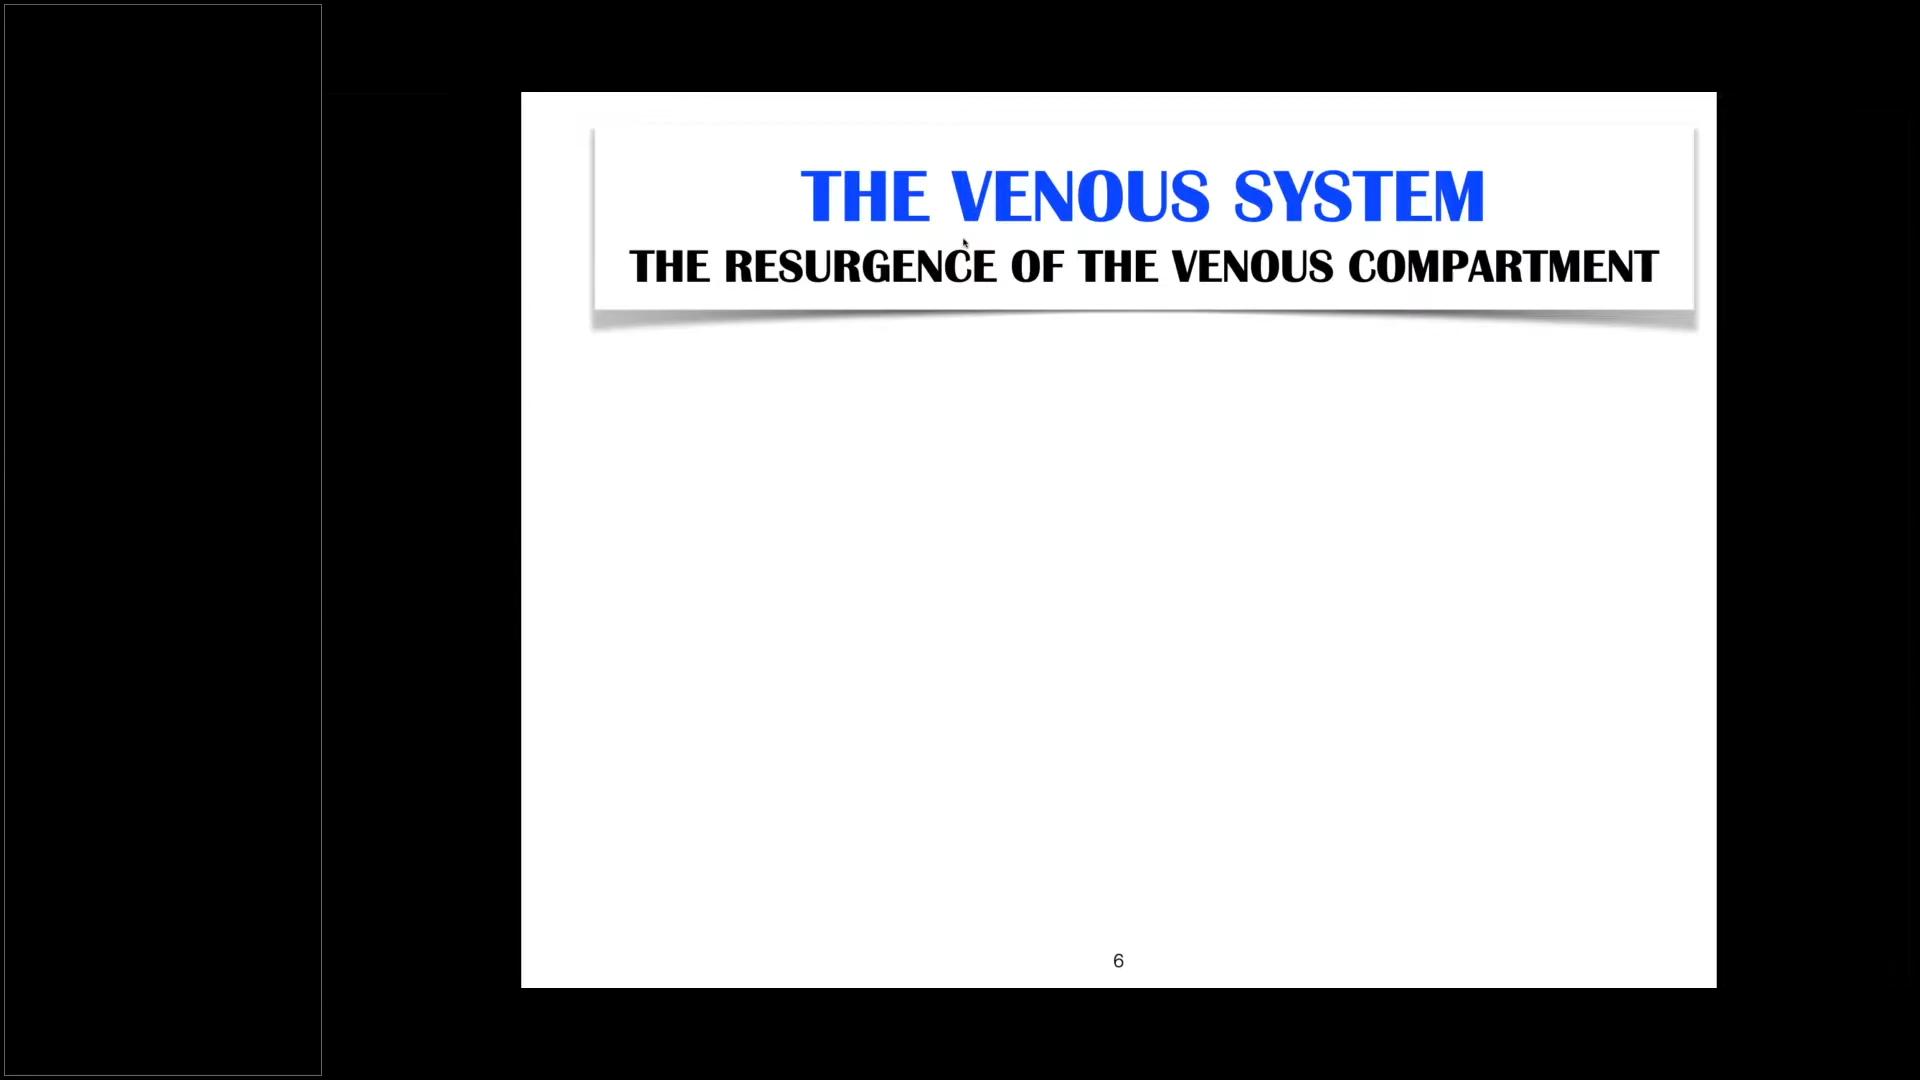 THE VENOUS SYSTEM
THE RESURGENCE OF THE VENOUS COMPARTMENT
6